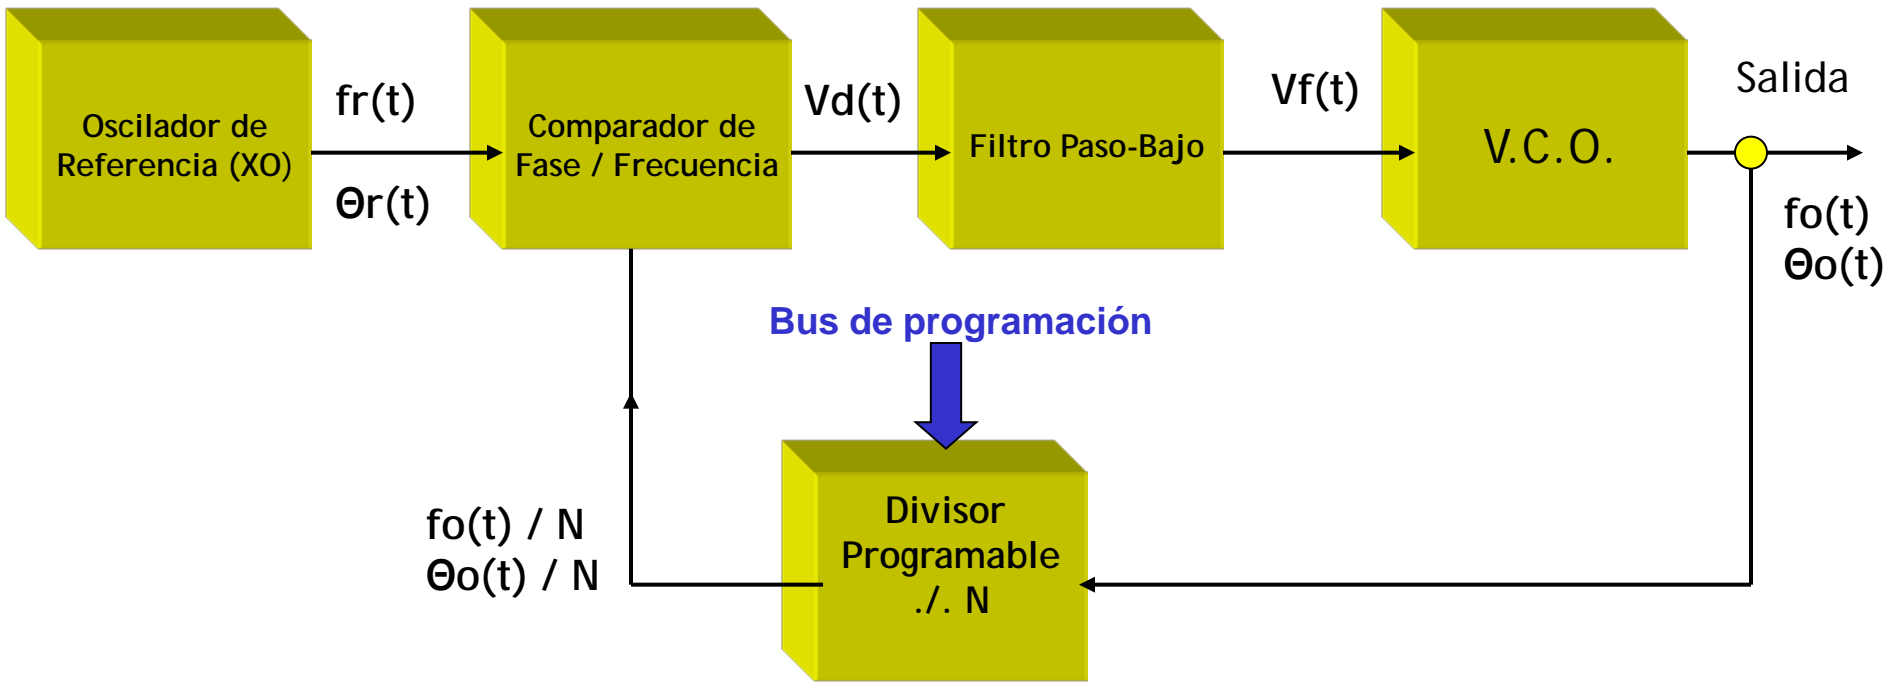 Oscilador de
Referencia (XO)
fr(t)
Θr(t)
Comparador de
Fase / Frecuencia
Vd(t)
Filtro Paso-Bajo
Vf(t)
V.C.O.
Salida
fo(t)
Θo(t)
Bus de programación
fo(t) / N
Θo(t) / N
Divisor
Programable
./. N